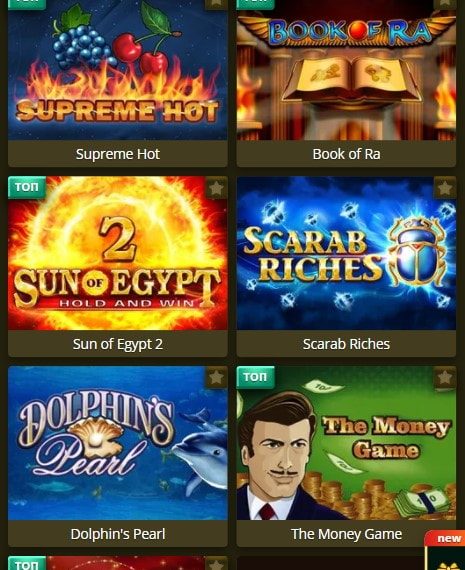 SUPREME HOT
Supreme Hot
BOOK OF RA
Book of Ra
ТОП
2
SUN OF EGYPT
HOLD AND WIN
Sun of Egypt 2
SCARAB
RICHES
Scarab Riches
DOLPHIN'S
Pearl
Dolphin's Pearl
ТОП
The Money
Game
The Money Game
new
ТОП